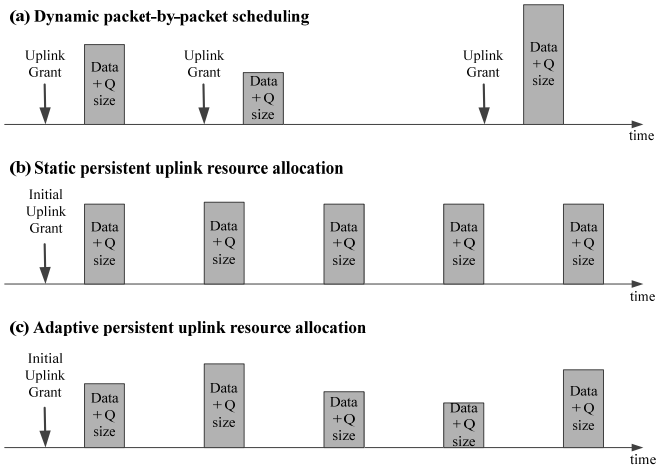 (a) Dynamic packet-by-packet scheduling
Uplink
Grant
Data
+ Q
size
Uplink
Grant
Data
+ Q
size
Uplink
Grant
Data
+ Q
size
time
(b) Static persistent uplink resource allocation
Initial
Uplink
Grant
Data
+ Q
size
Data
+ Q
size
Data
+ Q
size
Data
+ Q
size
Data
+ Q
size
time
(c) Adaptive persistent uplink resource allocation
Initial
Uplink
Grant
Data
+ Q
size
Data
+ Q
size
Data
+ Q
size
Data
+ Q
size
Data
+ Q
size
time